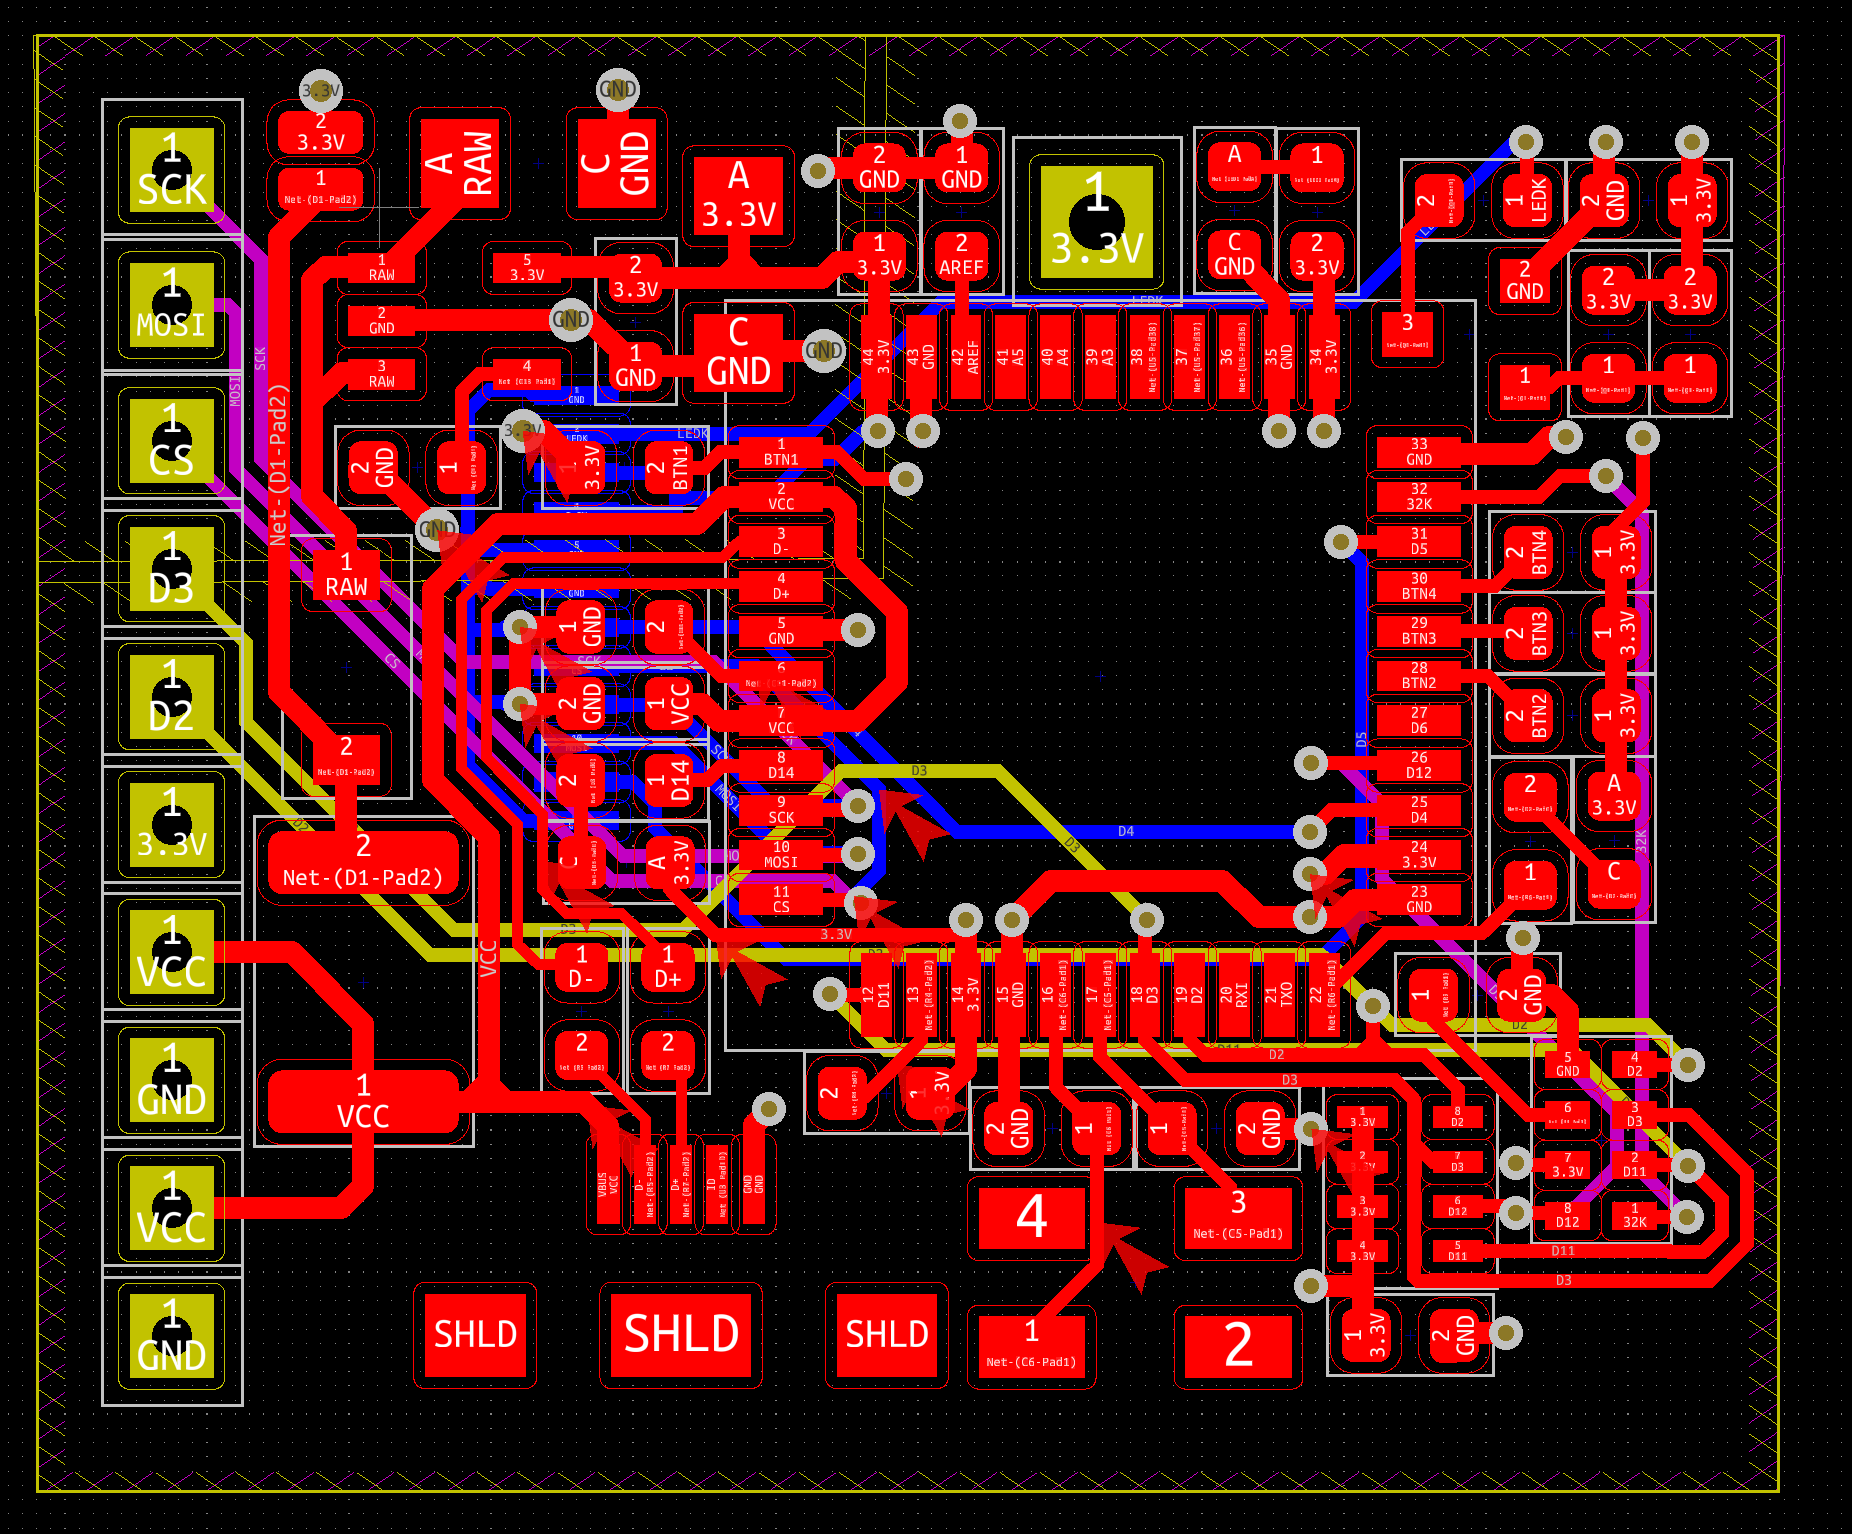 1
SCK
1
MOSI
1
CS
1
D3
1
D2
1
3.3V
1
VCC
1
GND
1
VCC
1
GND
3.3V
2
3.3V
1
Net-(D1-Pad2)
A
RAW
GND
C
GND
A
3.3V
1
RAW
2
GND
3
RAW
5
3.3V
4
2
3.3V
1
GND
GND
C
GND
GND
2
GND
1
GND
1
3.3V
2
AREF
1
3.3V
A
C
GND
1
2
3.3V
2
1
LEDK
2
GND
1
3.3V
2
GND
1
2
3.3V
2
3.3V
1
1
3
LEDK
44
3.3V
43
GND
42
AREF
41
A5
40
A4
39
A3
38
Net-(U5-Pad38)
37
Net-(U5-Pad37)
36
Net-(U5-Pad36)
35
GND
34
3.3V
SCK
MOSI
Net-(D1-Pad2)
2
GND
1
GND
3.3V
1
3.3V
2
BTN1
LEDK
1
RAW
2
Net-(D1-Pad2)
2
Net-(D1-Pad2)
1
VCC
VCC
CS
D2
1
GND
2
2
GND
1
VCC
2
1
D14
C
A
3.3V
SCK
MOSI
1
BTN1
2
VCC
3
D-
4
D+
5
GND
6
7
VCC
8
D14
9
SCK
10
MOSI
11
CS
33
GND
32
32K
31
D5
30
BTN4
29
BTN3
28
BTN2
27
D6
26
D12
25
D4
24
3.3V
23
GND
D5
D3
D4
D3
2
BTN4
1
3.3V
2
BTN3
1
3.3V
2
BTN2
1
3.3V
2
A
3.3V
1
C
32K
D3
3.3V
1
D-
1
D+
2
2
12
D11
13
Net-(R4-Pad2)
14
3.3V
15
GND
16
Net-(C6-Pad1)
17
Net-(C5-Pad1)
18
D3
19
D2
20
RXI
21
TXO
22
Net-(R6-Pad1)
1
2
GND
D2
D11
D2
D3
2
1
3.3V
2
GND
1
1
2
GND
5
GND
4
D2
6
3
D3
7
3.3V
2
D11
8
D12
1
32K
1
3.3V
2
3.3V
3
3.3V
4
3.3V
8
D2
7
D3
6
D12
5
D11
D11
D3
VBUS
VCC
D-
Net-(R5-Pad2)
D+
Net-(R7-Pad2)
ID
GND
GND
4
3
Net-(C5-Pad1)
1
Net-(C6-Pad1)
2
SHLD
SHLD
SHLD
1
3.3V
2
GND